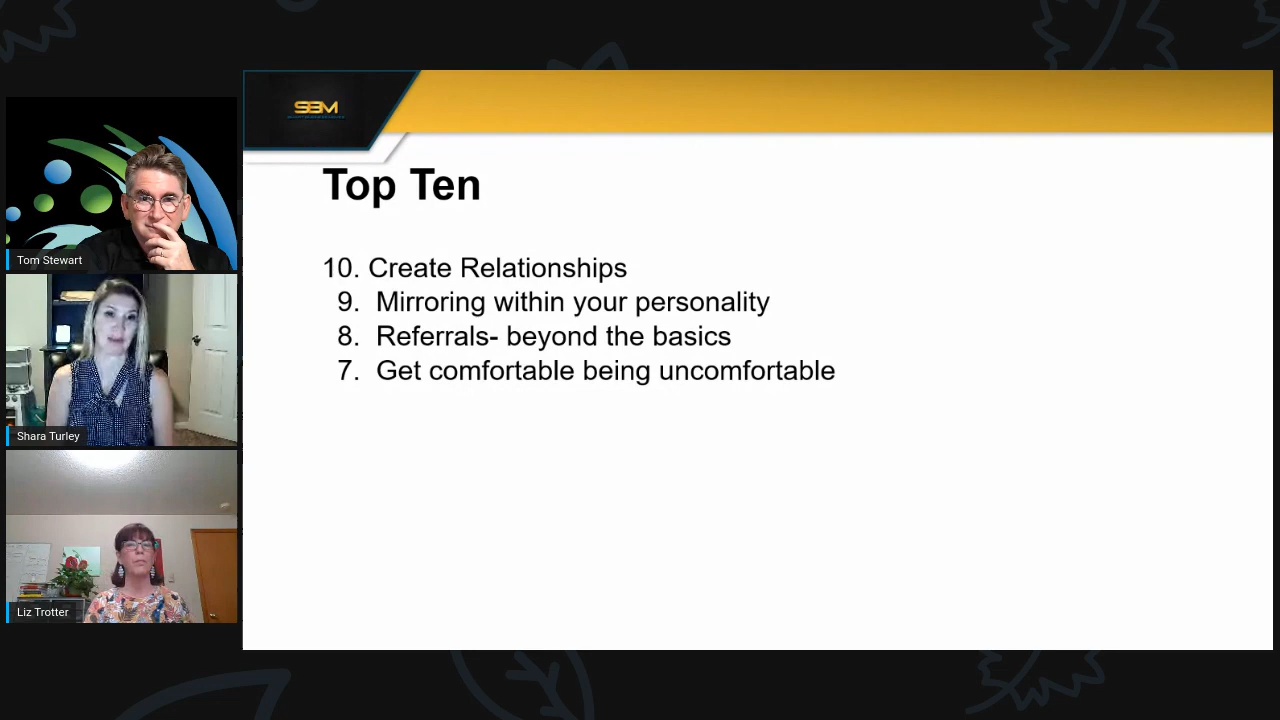 SBM
Top Ten
10. Create Relationships
9. Mirroring within your personality
8. Referrals- beyond the basics
7. Get comfortable being uncomfortable
Tom Stewart
Shara Turley
Liz Trotter